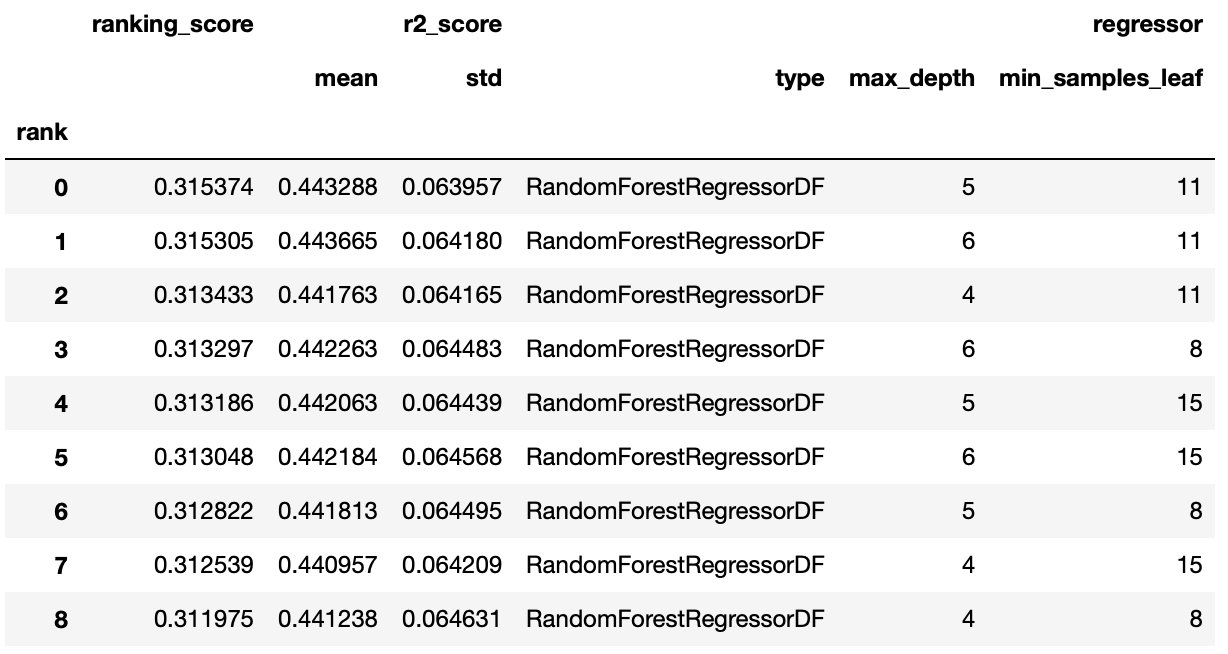 ranking_score r2_score regressor
mean std type max_depth min_samples_leaf
rank
0 0.315374 0.443288 0.063957 RandomForestRegressorDF 5 11
1 0.315305 0.443665 0.064180 RandomForestRegressorDF 6 11
2 0.313433 0.441763 0.064165 RandomForestRegressorDF 4 11
3 0.313297 0.442263 0.064483 RandomForestRegressorDF 6 8
4 0.313186 0.442063 0.064439 RandomForestRegressorDF 5 15
5 0.313048 0.442184 0.064568 RandomForestRegressorDF 6 15
6 0.312822 0.441813 0.064495 RandomForestRegressorDF 5 8
7 0.312539 0.440957 0.064209 RandomForestRegressorDF 4 15
8 0.311975 0.441238 0.064631 RandomForestRegressorDF 4 8